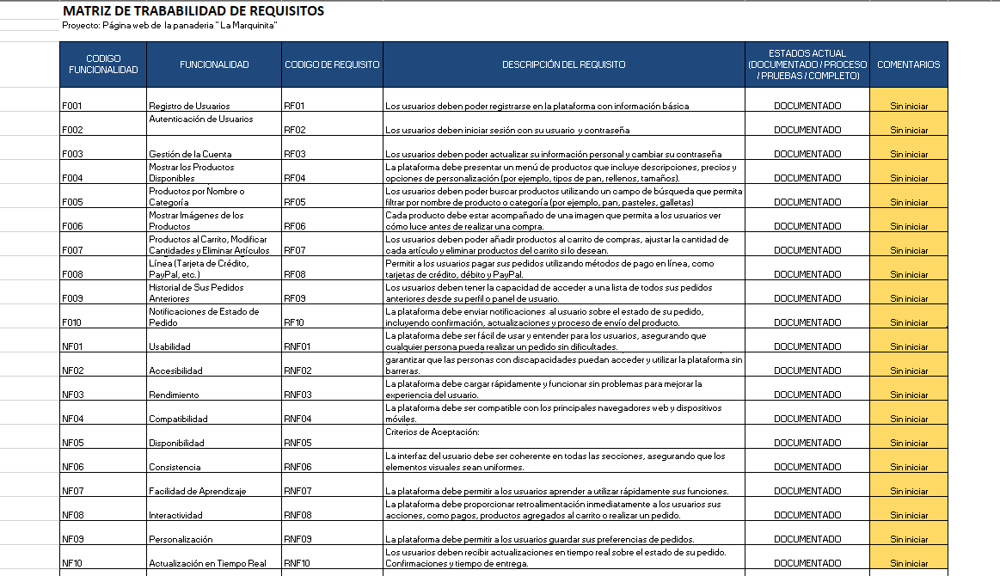 MATRIZ DE TRABABILIDAD DE REQUISITOS
Proyecto: Página web de la panaderia " La Marquinita"
CODIGO FUNCIONALIDAD FUNCIONALIDAD CODIGO DE REQUISITO DESCRIPCIÓN DEL REQUISITO ESTADOS ACTUAL (DOCUMENTADO / PROCESO / PRUEBAS / COMPLETO) COMENTARIOS
F001 Registro de Usuarios RF01 Los usuarios deben poder registrarse en la plataforma con información básica DOCUMENTADO Sin iniciar
F002 Autenticación de Usuarios RF02 Los usuarios deben iniciar sesión con su usuario y contraseña DOCUMENTADO Sin iniciar
F003 Gestión de la Cuenta RF03 Los usuarios deben poder actualizar su información personal y cambiar su contraseña DOCUMENTADO Sin iniciar
F004 Mostrar los Productos Disponibles RF04 La plataforma debe presentar un menú de productos que incluye descripciones, precios y opciones de personalización (por ejemplo, tipos de pan, rellenos, tamaños). DOCUMENTADO Sin iniciar
F005 Productos por Nombre o Categoría RF05 Los usuarios deben poder buscar productos utilizando un campo de búsqueda que permita filtrar por nombre de producto o categoría (por ejemplo, pan, pasteles, galletas) DOCUMENTADO Sin iniciar
F006 Mostrar Imágenes de los Productos RF06 Cada producto debe estar acompañado de una imagen que permita a los usuarios ver cómo luce antes de realizar una compra. DOCUMENTADO Sin iniciar
F007 Productos al Carrito, Modificar Cantidades y Eliminar Artículos RF07 Los usuarios deben poder añadir productos al carrito de compras, ajustar la cantidad de cada artículo y eliminar productos del carrito si lo desean. DOCUMENTADO Sin iniciar
F008 Línea (Tarjeta de Crédito, PayPal, etc.) RF08 Permitir a los usuarios pagar sus pedidos utilizando métodos de pago en línea, como tarjetas de crédito, débito y PayPal. DOCUMENTADO Sin iniciar
F009 Historial de Sus Pedidos Anteriores RF09 Los usuarios deben tener la capacidad de acceder a una lista de todos sus pedidos anteriores desde su perfil o panel de usuario. DOCUMENTADO Sin iniciar
F010 Notificaciones de Estado de Pedido RF10 La plataforma debe enviar notificaciones al usuario sobre el estado de su pedido, incluyendo confirmación, actualizaciones y proceso de envío del producto. DOCUMENTADO Sin iniciar
NF01 Usabilidad RNF01 La plataforma debe ser fácil de usar y entender para los usuarios, asegurando que cualquier persona pueda realizar un pedido sin dificultades. DOCUMENTADO Sin iniciar
NF02 Accesibilidad RNF02 garantizar que las personas con discapacidades puedan acceder y utilizar la plataforma sin barreras. DOCUMENTADO Sin iniciar
NF03 Rendimiento RNF03 La plataforma debe cargar rápidamente y funcionar sin problemas para mejorar la experiencia del usuario. DOCUMENTADO Sin iniciar
NF04 Compatibilidad RNF04 La plataforma debe ser compatible con los principales navegadores web y dispositivos móviles. DOCUMENTADO Sin iniciar
NF05 Disponibilidad RNF05 Criterios de Aceptación: DOCUMENTADO Sin iniciar
NF06 Consistencia RNF06 La interfaz del usuario debe ser coherente en todas las secciones, asegurando que los elementos visuales sean uniformes. DOCUMENTADO Sin iniciar
NF07 Facilidad de Aprendizaje RNF07 La plataforma debe permitir a los usuarios aprender a utilizar rápidamente sus funciones. DOCUMENTADO Sin iniciar
NF08 Interactividad RNF08 La plataforma debe proporcionar retroalimentación inmediatamente a los usuarios sus acciones, como pagos, productos agregados al carrito o realizar un pedido. DOCUMENTADO Sin iniciar
NF09 Personalización RNF09 La plataforma debe permitir a los usuarios guardar sus preferencias de pedidos. DOCUMENTADO Sin iniciar
NF10 Actualización en Tiempo Real RNF10 Los usuarios deben recibir actualizaciones en tiempo real sobre el estado de su pedido. Confirmaciones y tiempo de entrega. DOCUMENTADO Sin iniciar